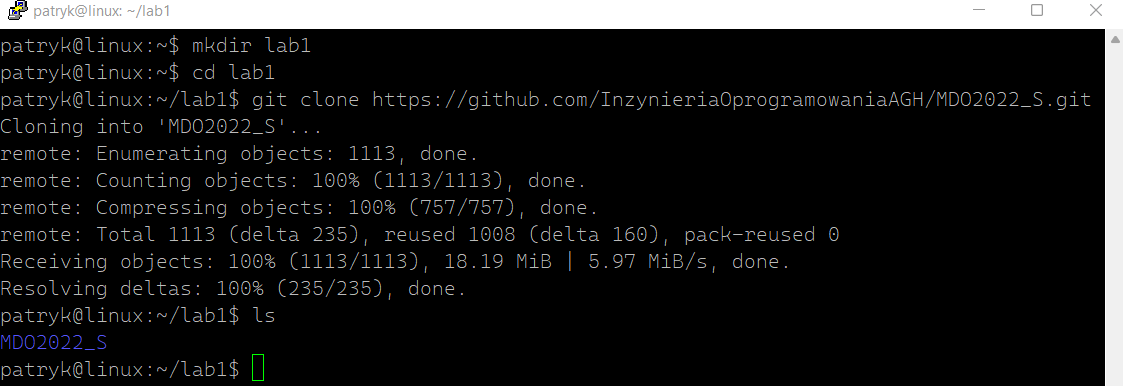 patryk@linux: ~/lab1
patryk@linux:~$ mkdir lab1
patryk@linux:~$ cd lab1
patryk@linux:~/lab1$ git clone https://github.com/InzynieriaOprogramowaniaAGH/MDO2022_S.git
Cloning into 'MDO2022_S'...
remote: Enumerating objects: 1113, done.
remote: Counting objects: 100% (1113/1113), done.
remote: Compressing objects: 100% (757/757), done.
remote: Total 1113 (delta 235), reused 1008 (delta 160), pack-reused 0
Receiving objects: 100% (1113/1113), 18.19 MiB | 5.97 MiB/s, done.
Resolving deltas: 100% (235/235), done.
patryk@linux:~/lab1$ ls
MDO2022_S
patryk@linux:~/lab1$